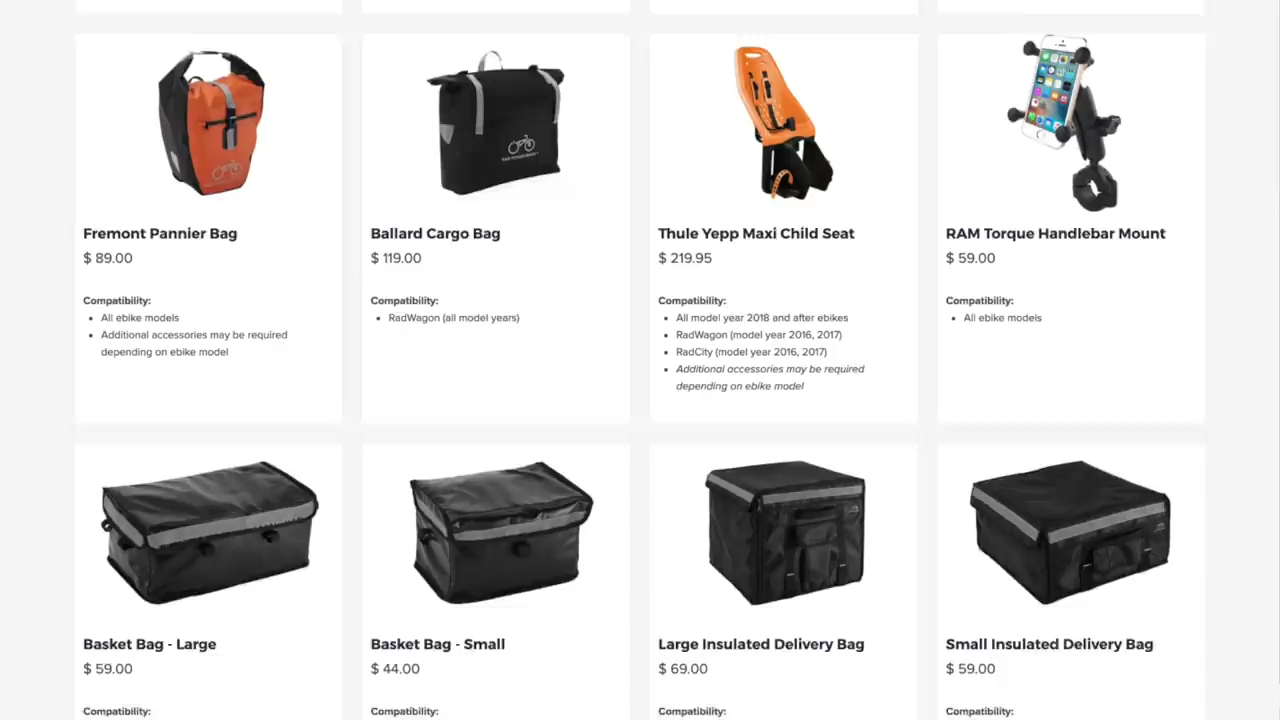 Fremont Pannier Bag
$ 89.00
Compatibility:
All ebike models
Additional accessories may be required
depending on ebike model
RAD POWER BIKES
Ballard Cargo Bag
$ 119.00
Compatibility:
RadWagon (all model years)
Thule Yepp Maxi Child Seat
$ 219.95
Compatibility:
All model year 2018 and after ebikes
RadWagon (model year 2016, 2017)
RadCity (model year 2016, 2017)
Additional accessories may be required
depending on ebike model
RAM Torque Handlebar Mount
$ 59.00
Compatibility:
All ebike models
Basket Bag - Large
$ 59.00
Compatibility:
Basket Bag - Small
$ 44.00
Compatibility:
Large Insulated Delivery Bag
$ 69.00
Compatibility:
Small Insulated Delivery Bag
$ 59.00
Compatibility: